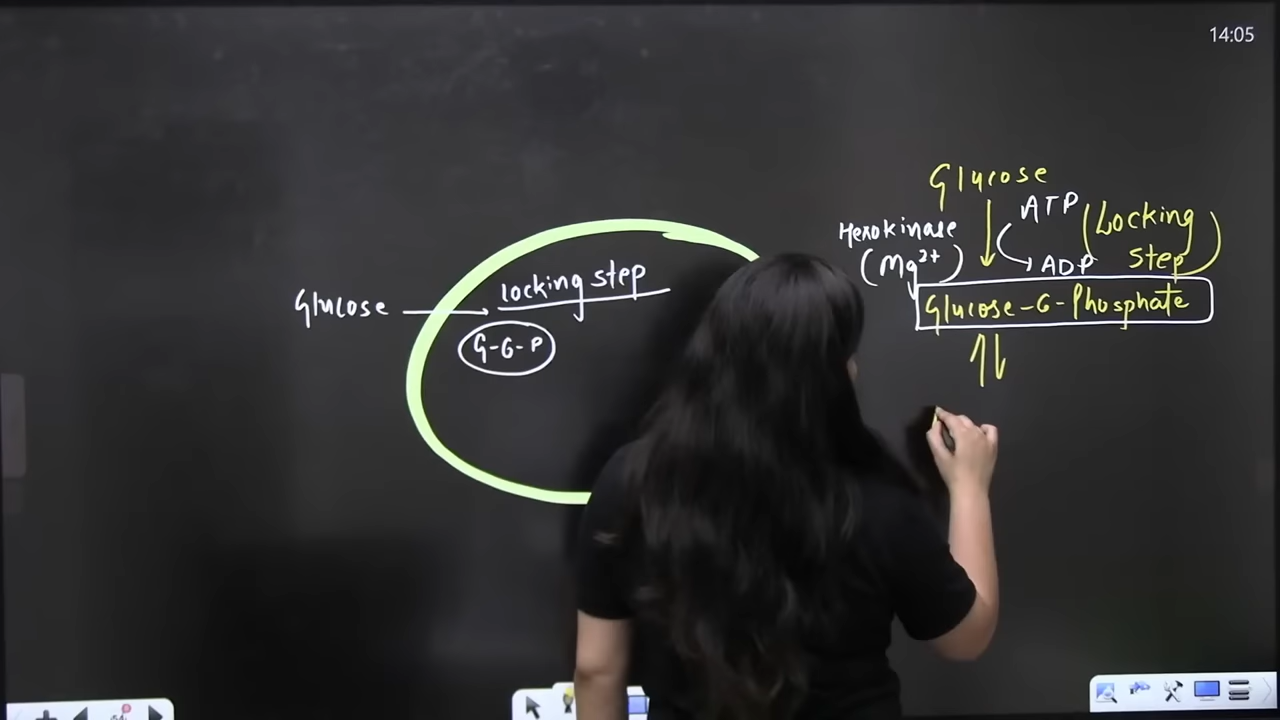 14:05
Glucose
locking step
G-6-P
Glucose
ATP
(Locking
Step)
Hexokinase
(Mg2+)
ADP
Glucose-6-Phosphate